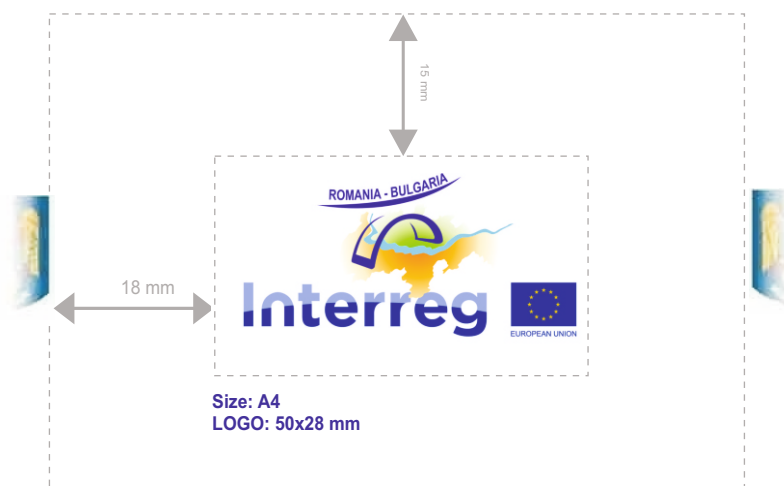 15 mm
ROMANIA - BULGARIA
18 mm
Interreg
EUROPEAN UNION
Size: A4
LOGO: 50x28 mm